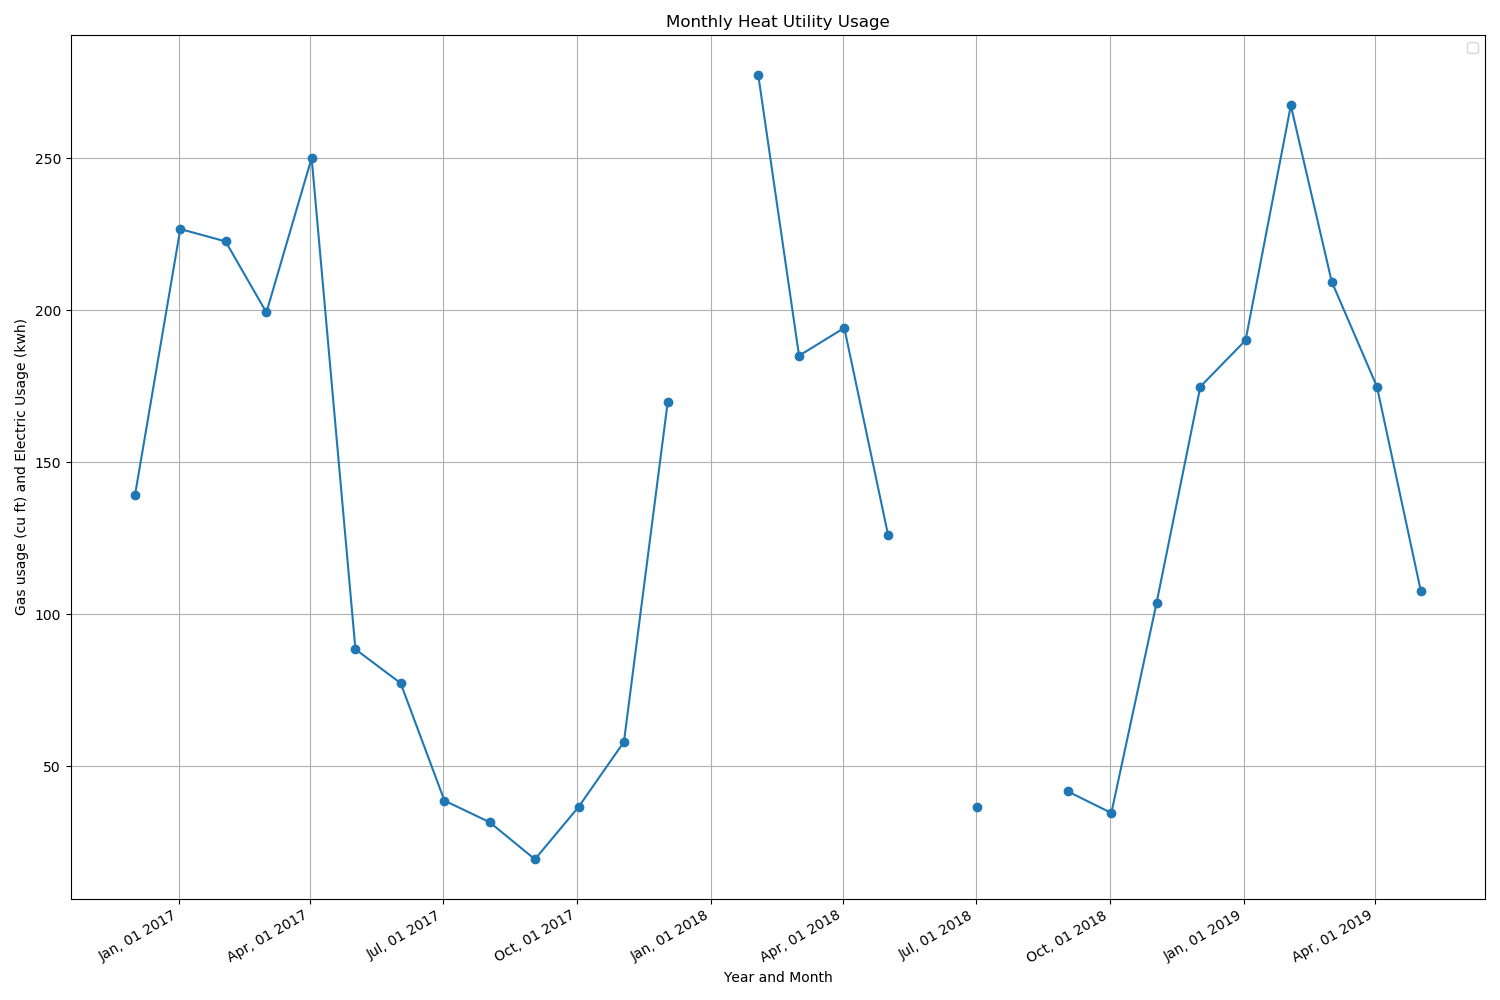 Monthly Heat Utility Usage
Gas usage (cu ft) and Electric Usage (kwh)
250
200
150
100
50
Jan, 01 2017
Apr, 01 2017
Jul, 01 2017
Oct, 01 2017
Jan, 01 2018
Apr, 01 2018
Jul, 01 2018
Oct, 01 2018
Jan, 01 2019
Apr, 01 2019
Year and Month